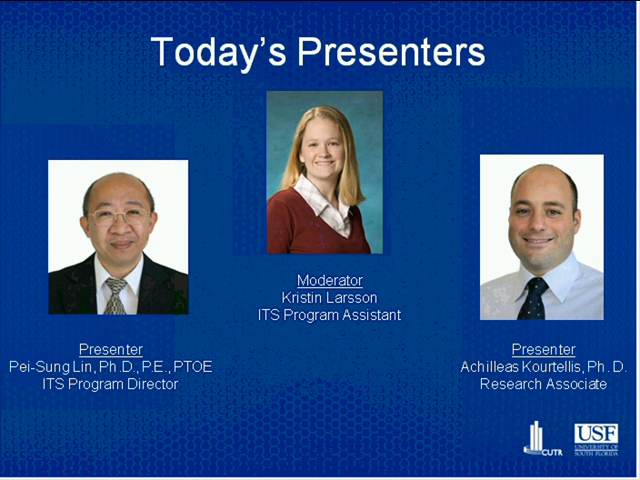 Today's Presenters
Moderator
Kristin Larsson
ITS Program Assistant
Presenter
Pei-Sung Lin, Ph.D., P.E., PTOE
ITS Program Director
Presenter
Achilleas Kourtellis, Ph. D.
Research Associate
CUTR
USF
UNIVERSITY OF
SOUTH FLORIDA